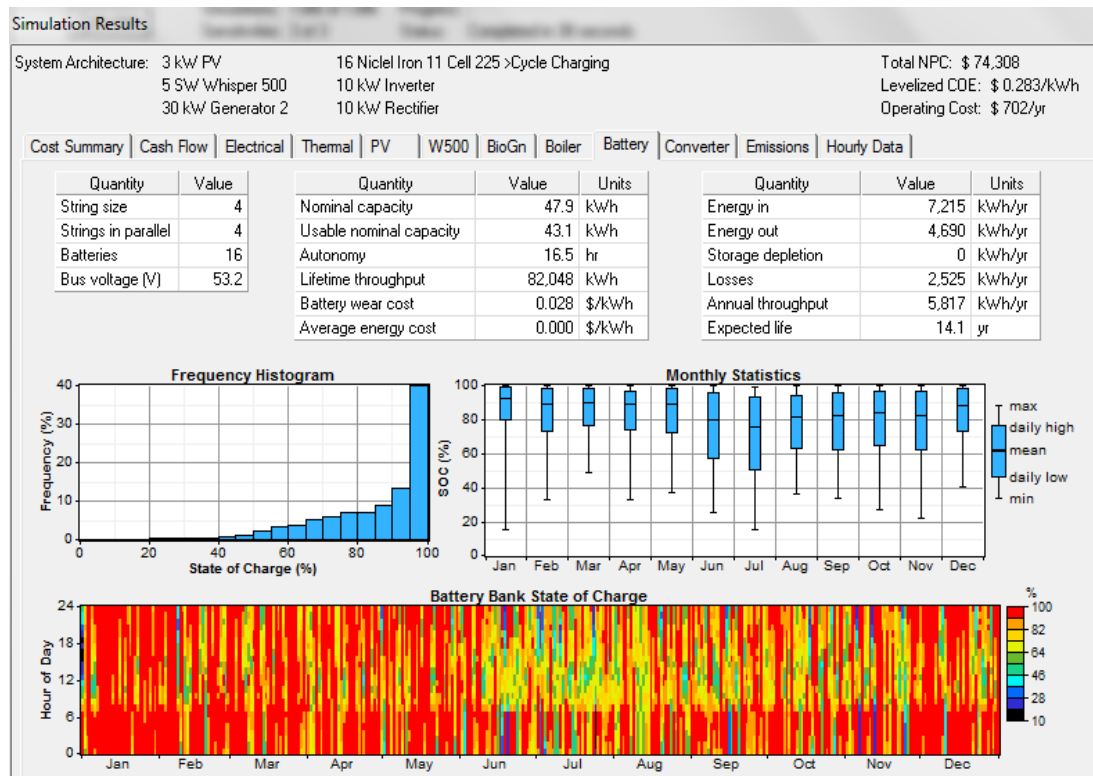 Simulation Results
System Architecture: 3 kW PV 16 Niclel Iron 11 Cell 225 >Cycle Charging Total NPC: $ 74,308
5 SW Whisper 500 10 kW Inverter Levelized COE: $ 0.283/kWh
30 kW Generator 2 10 kW Rectifier Operating Cost: $ 702/yr
Cost Summary Cash Flow Electrical Thermal PV W500 BioGn Boiler Battery Converter Emissions Hourly Data
Quantity Value Quantity Value Units Quantity Value Units
String size 4 Nominal capacity 47.9 kWh Energy in 7,215 kWh/yr
Strings in parallel 4 Usable nominal capacity 43.1 kWh Energy out 4,690 kWh/yr
Batteries 16 Autonomy 16.5 hr Storage depletion 0 kWh/yr
Bus voltage (V) 53.2 Lifetime throughput 82,048 kWh Losses 2,525 kWh/yr
Battery wear cost 0.028 $/kWh Annual throughput 5,817 kWh/yr
Average energy cost 0.000 $/kWh Expected life 14.1 yr
Frequency Histogram
Frequency (%)
40
30
20
10
0
0 20 40 60 80 100
State of Charge (%)
Monthly Statistics
SOC (%)
100
80
60
40
20
0
Jan Feb Mar Apr May Jun Jul Aug Sep Oct Nov Dec
max
daily high
mean
daily low
min
Battery Bank State of Charge
Hour of Day
24
18
12
6
0
Jan Feb Mar Apr May Jun Jul Aug Sep Oct Nov Dec
%
100
82
64
46
28
10